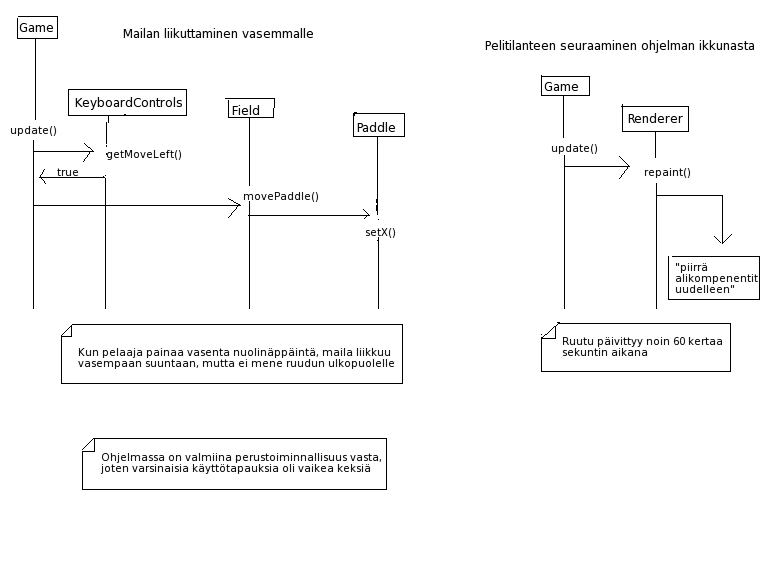 Mailan liikuttaminen vasemmalle
Game
KeyboardControls
Field
Paddle
update()
getMoveLeft()
true
movePaddle()
setX()
Kun pelaaja painaa vasenta nuolinäppäintä, maila liikkuu
vasempaan suuntaan, mutta ei mene ruudun ulkopuolelle
Ohjelmassa on valmiina perustoiminnallisuus vasta,
joten varsinaisia käyttötapauksia oli vaikea keksiä
Pelitilanteen seuraaminen ohjelman ikkunasta
Game
Renderer
update()
repaint()
"piirrä
alikompenentit
uudelleen"
Ruutu päivittyy noin 60 kertaa
sekuntin aikana